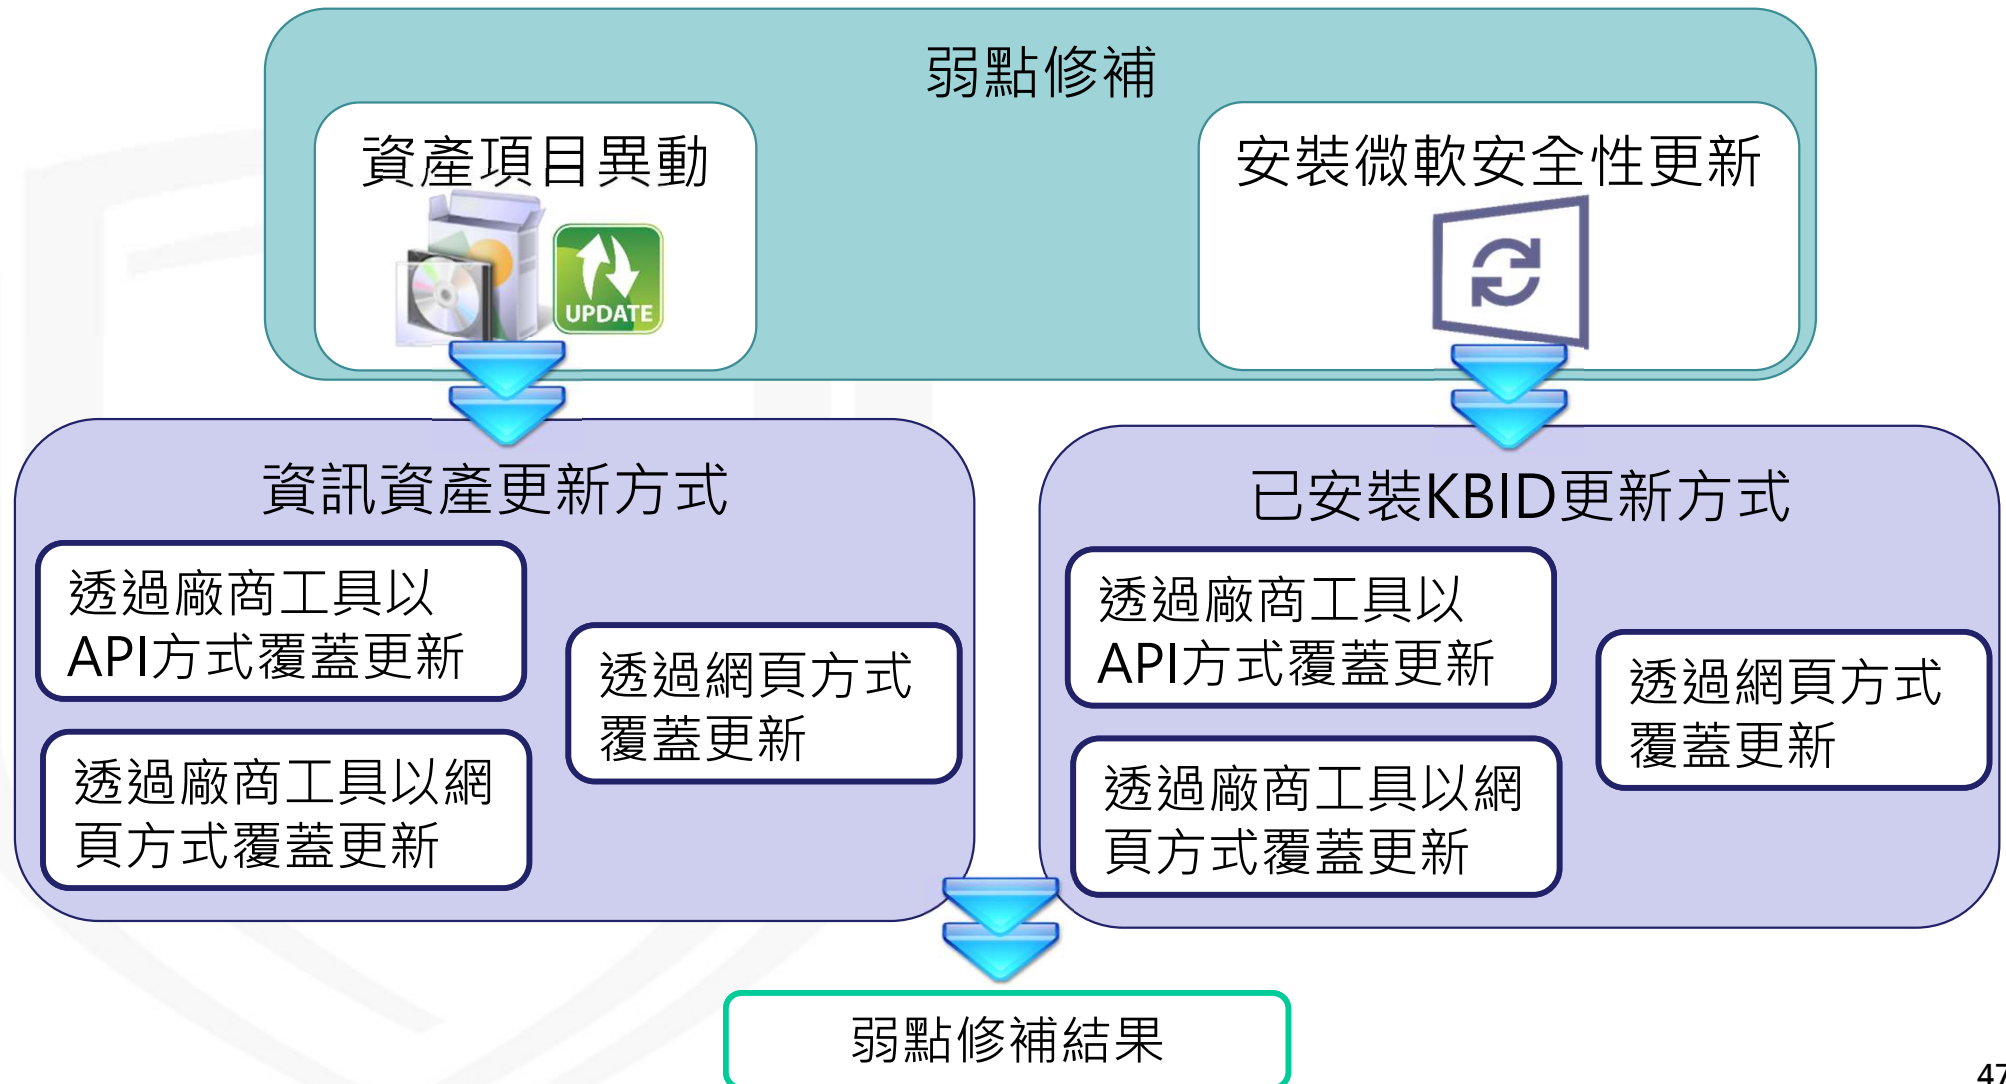 弱點修補
資產項目異動
UPDATE
安裝微軟安全性更新
資訊資產更新方式
透過廠商工具以
API方式覆蓋更新
透過網頁方式
覆蓋更新
透過廠商工具以網
頁方式覆蓋更新
已安裝KBID更新方式
透過廠商工具以
API方式覆蓋更新
透過網頁方式
覆蓋更新
透過廠商工具以網
頁方式覆蓋更新
弱點修補結果
47